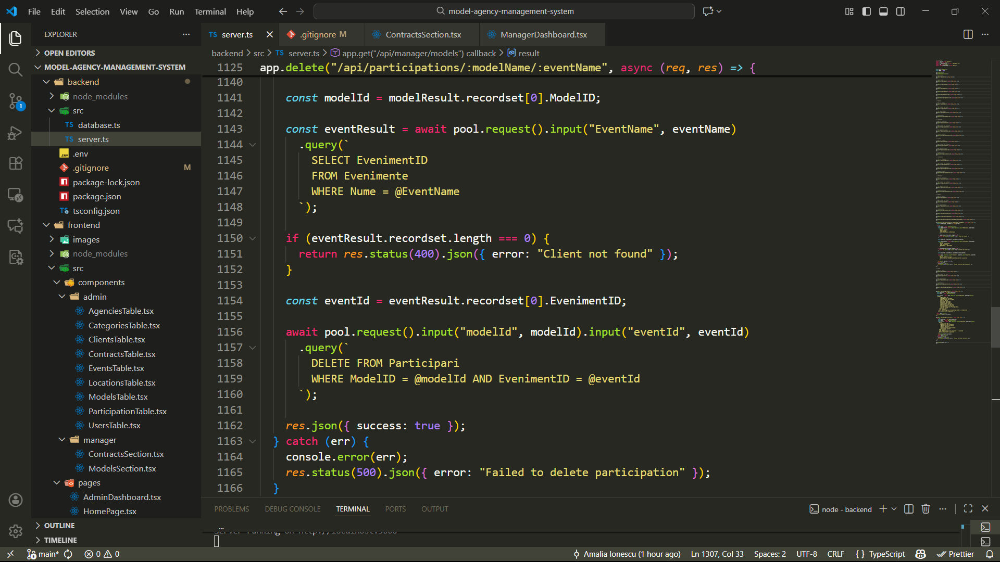 File Edit Selection View Go Run Terminal Help
model-agency-management-system
EXPLORER
OPEN EDITORS
MODEL-AGENCY-MANAGEMENT-SYSTEM
backend
node_modules
src
TS database.ts
TS server.ts
.ENV .env
.gitignore M
package-lock.json
package.json
TS tsconfig.json
frontend
images
node_modules
src
components
admin
AgenciesTable.tsx
CategoriesTable.tsx
ClientsTable.tsx
ContractsTable.tsx
EventsTable.tsx
LocationsTable.tsx
ModelsTable.tsx
ParticipationTable.tsx
UsersTable.tsx
manager
ContractsSection.tsx
ModelsSection.tsx
pages
AdminDashboard.tsx
HomePage.tsx
OUTLINE
TIMELINE
1
TS server.ts .gitignore M ContractsSection.tsx ManagerDashboard.tsx
backend > src > TS server.ts > app.get("/api/manager/models") callback > result
1125 app.delete("/api/participations/:modelName/:eventName", async (req, res) => {
1140
1141 const modelId = modelResult.recordset[0].ModelID;
1142
1143 const eventResult = await pool.request().input("EventName", eventName)
1144 .query(`
1145 SELECT EvenimentID
1146 FROM Evenimente
1147 WHERE Nume = @EventName
1148 `);
1149
1150 if (eventResult.recordset.length === 0) {
1151 return res.status(400).json({ error: "Client not found" });
1152 }
1153
1154 const eventId = eventResult.recordset[0].EvenimentID;
1155
1156 await pool.request().input("modelId", modelId).input("eventId", eventId)
1157 .query(`
1158 DELETE FROM Participari
1159 WHERE ModelID = @modelId AND EvenimentID = @eventId
1160 `);
1161
1162 res.json({ success: true });
1163 } catch (err) {
1164 console.error(err);
1165 res.status(500).json({ error: "Failed to delete participation" });
1166 }
PROBLEMS DEBUG CONSOLE TERMINAL PORTS OUTPUT
node - backend
...
main* 0 0
Amalia Ionescu (1 hour ago) Ln 1307, Col 33 Spaces: 2 UTF-8 CRLF { } TypeScript Prettier